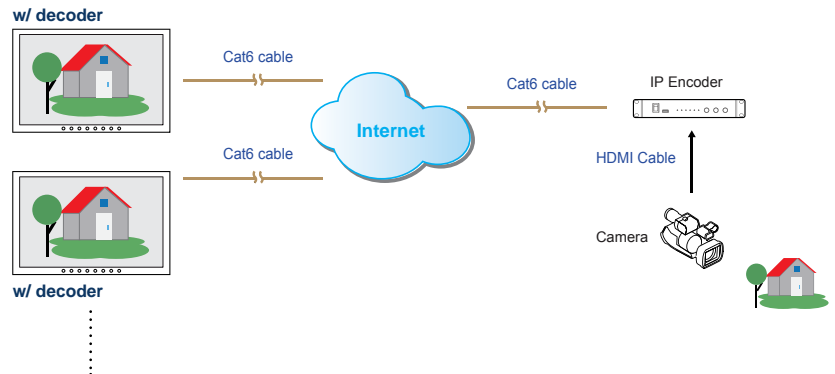 w/ decoder
Cat6 cable
Cat6 cable
IP Encoder
Internet
Cat6 cable
HDMI Cable
Camera
w/ decoder